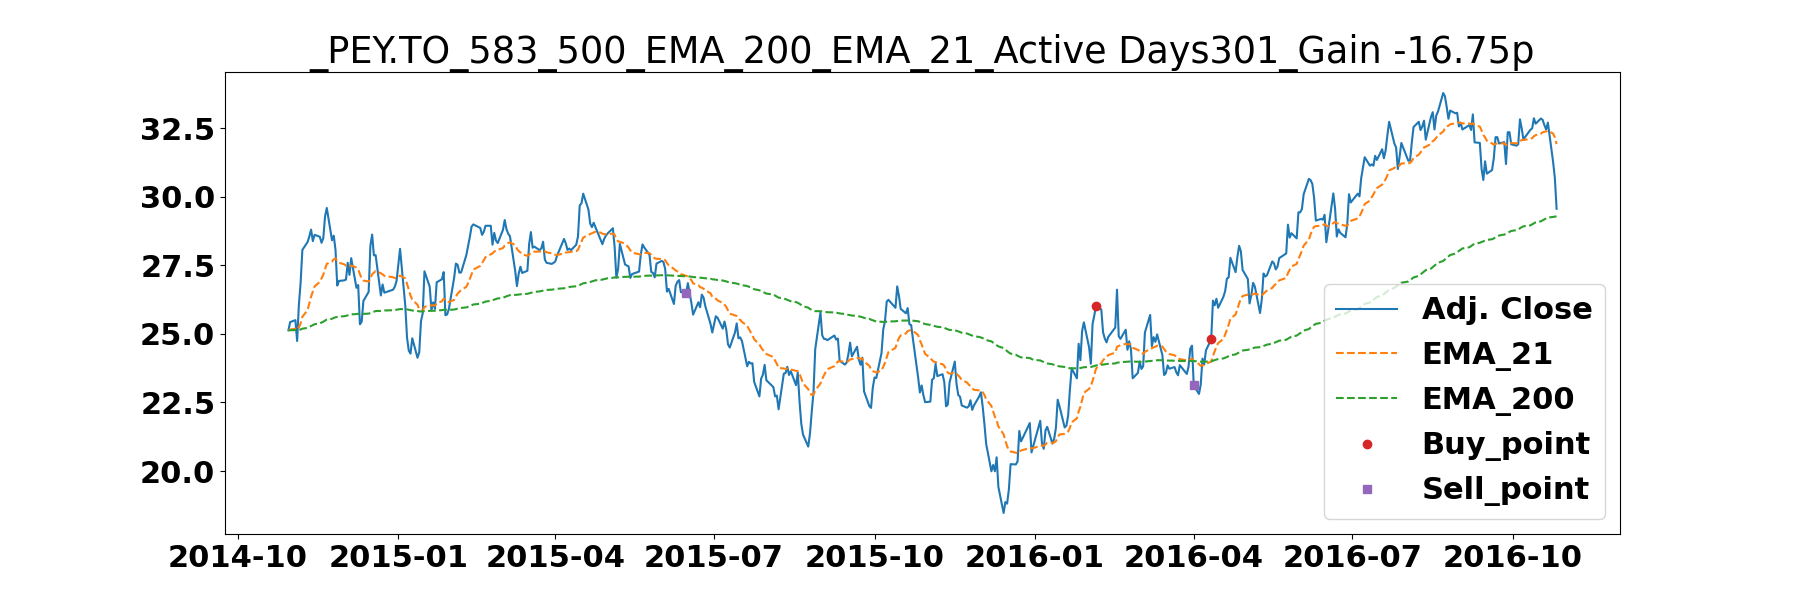 _PEY.TO_583_500_EMA_200_EMA_21_Active Days301_Gain -16.75p
32.5
30.0
27.5
25.0
22.5
20.0
Adj. Close
EMA_21
EMA_200
Buy_point
Sell_point
2014-10 2015-01 2015-04 2015-07 2015-10 2016-01 2016-04 2016-07 2016-10